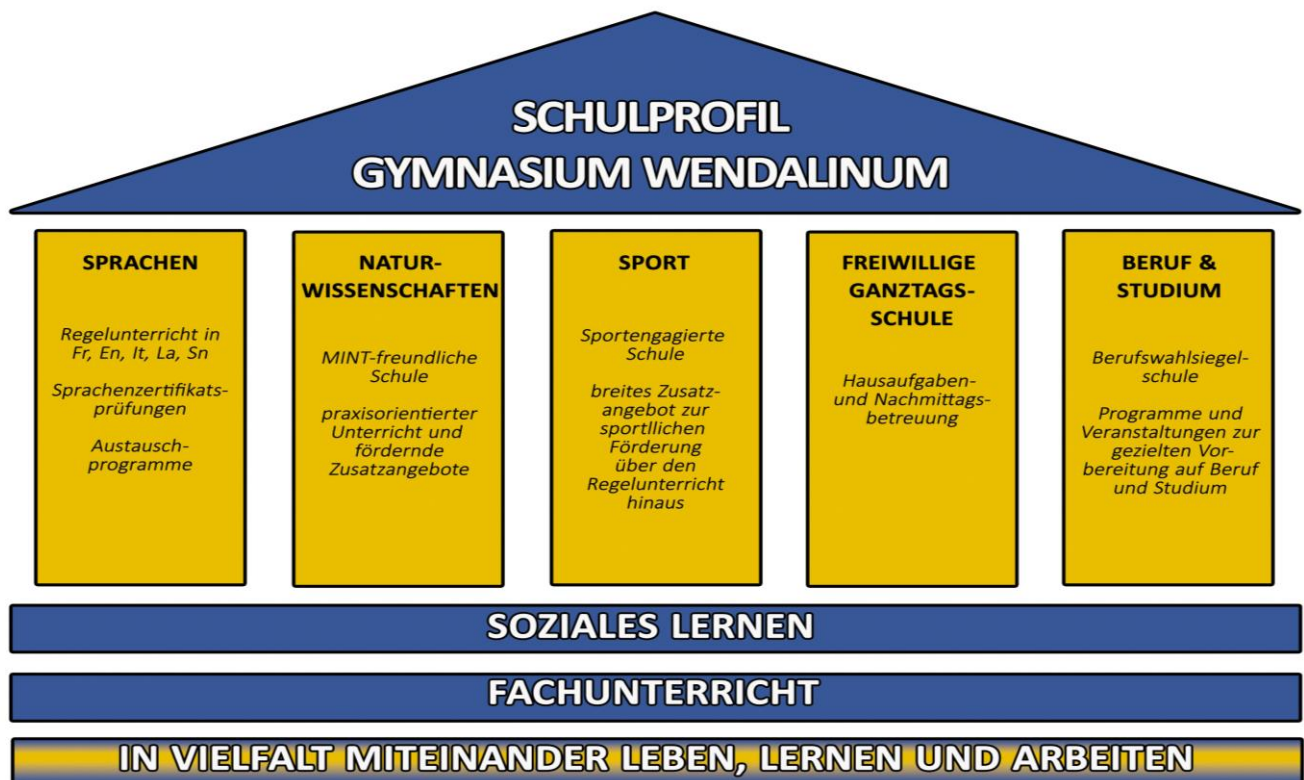 SCHULPROFIL
GYMNASIUM WENDALINUM
SPRACHEN
Regelunterricht in
Fr, En, It, La, Sn
Sprachenzertifikats-
prüfungen
Austausch-
programme
NATUR-
WISSENSCHAFTEN
MINT-freundliche
Schule
praxisorientierter
Unterricht und
fördernde
Zusatzangebote
SPORT
Sportengagierte
Schule
breites Zusatz-
angebot zur
sportllichen
Förderung
über den
Regelunterricht
hinaus
FREIWILLIGE
GANZTAGS-
SCHULE
Hausaufgaben-
und Nachmittags-
betreuung
BERUF &
STUDIUM
Berufswahlsiegel-
schule
Programme und
Veranstaltungen zur
gezielten Vor-
bereitung auf Beruf
und Studium
SOZIALES LERNEN
FACHUNTERRICHT
IN VIELFALT MITEINANDER LEBEN, LERNEN UND ARBEITEN